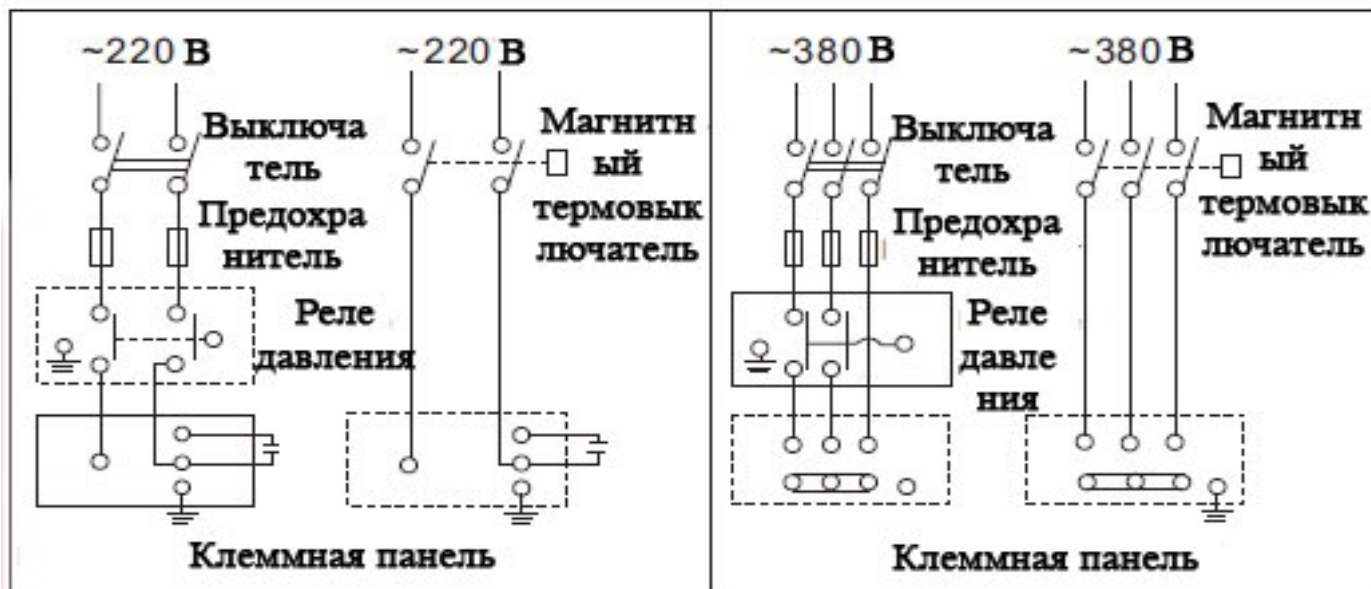 ~220 В
~220 В
Выключа
тель
Магнитн
ый
термовык
лючатель
Предохра
нитель
Реле
давления
Клеммная панель
~380 В
~380 В
Выключа
тель
Магнитн
ый
термовык
лючатель
Предохра
нитель
Реле
давле
ния
Клеммная панель